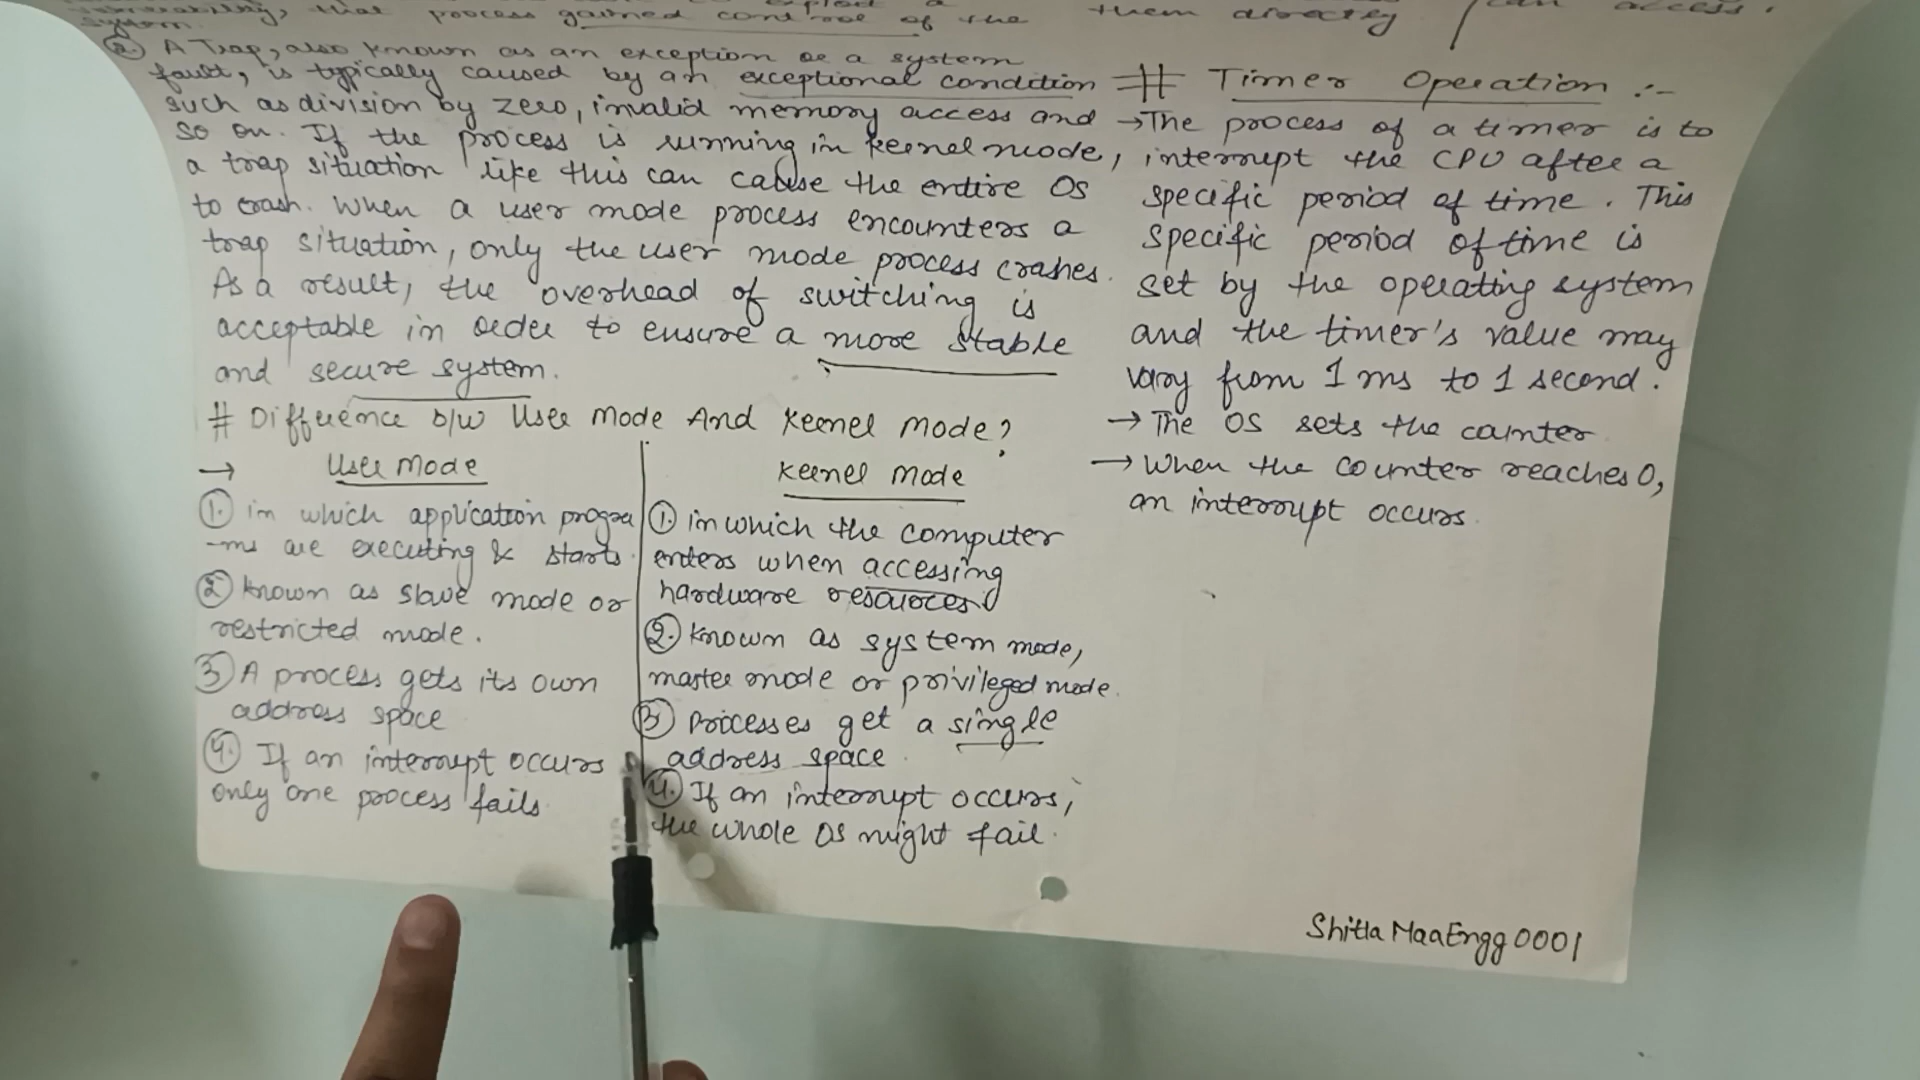 that process gained control of the
system.
② A Trap, also known as an exception or a system
fault, is typically caused by an exceptional condition
such as division by zero, invalid memory access and
so on. If the process is running in kernel mode,
a trap situation like this can cause the entire OS
to crash. When a user mode process encounters a
trap situation, only the user mode process crashes.
As a result, the overhead of switching is
acceptable in order to ensure a more stable
and secure system.
# Difference b/w User Mode And Kernel Mode?
→ User Mode
① in which application progra
-ms are executing & starts.
② known as slave mode or
restricted mode.
③ A process gets its own
address space
④ If an interrupt occurs
only one process fails
Kernel Mode
① in which the computer
enters when accessing
hardware resources
② known as system mode,
master mode or privileged mode.
③ Processes get a single
address space.
④ If an interrupt occurs,
the whole OS might fail.
them directly
can access.
# Timer Operation :-
→ The process of a timer is to
interrupt the CPU after a
specific period of time. This
specific period of time is
set by the operating system
and the timer's value may
vary from 1 ms to 1 second.
→ The OS sets the counter
→ When the counter reaches 0,
an interrupt occurs.
Shitla MaaEngg 0001